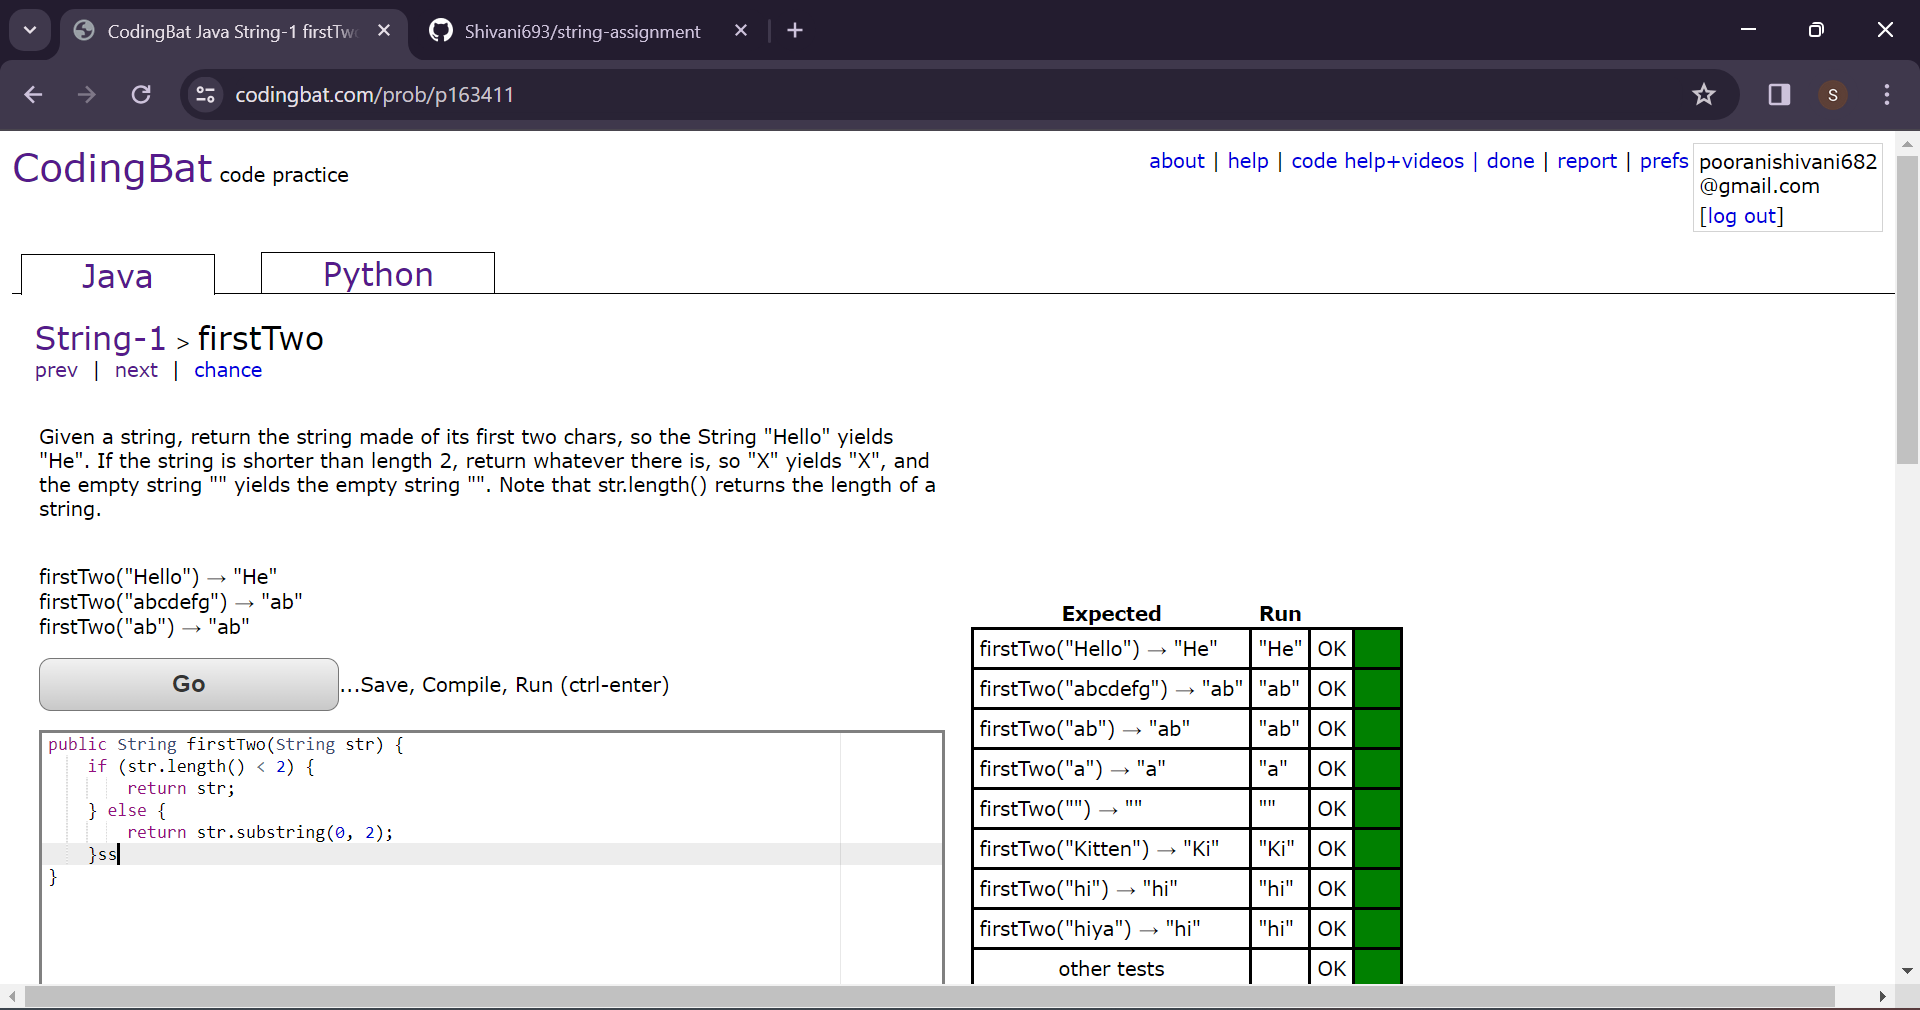 CodingBat Java String-1 firstTw
Shivani693/string-assignment
codingbat.com/prob/p163411
S
CodingBat code practice
about | help | code help+videos | done | report | prefs
pooranishivani682
@gmail.com
[log out]
Java
Python
String-1 > firstTwo
prev | next | chance
Given a string, return the string made of its first two chars, so the String "Hello" yields
"He". If the string is shorter than length 2, return whatever there is, so "X" yields "X", and
the empty string "" yields the empty string "". Note that str.length() returns the length of a
string.
firstTwo("Hello") → "He"
firstTwo("abcdefg") → "ab"
firstTwo("ab") → "ab"
Go
...Save, Compile, Run (ctrl-enter)
public String firstTwo(String str) {
    if (str.length() < 2) {
        return str;
    } else {
        return str.substring(0, 2);
    }ss
}
Expected Run
firstTwo("Hello") → "He" "He" OK
firstTwo("abcdefg") → "ab" "ab" OK
firstTwo("ab") → "ab" "ab" OK
firstTwo("a") → "a" "a" OK
firstTwo("") → "" "" OK
firstTwo("Kitten") → "Ki" "Ki" OK
firstTwo("hi") → "hi" "hi" OK
firstTwo("hiya") → "hi" "hi" OK
other tests OK